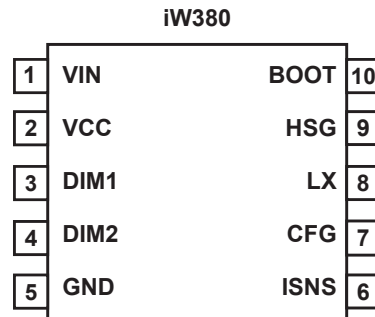 iW380
1 VIN BOOT 10
2 VCC HSG 9
3 DIM1 LX 8
4 DIM2 CFG 7
5 GND ISNS 6